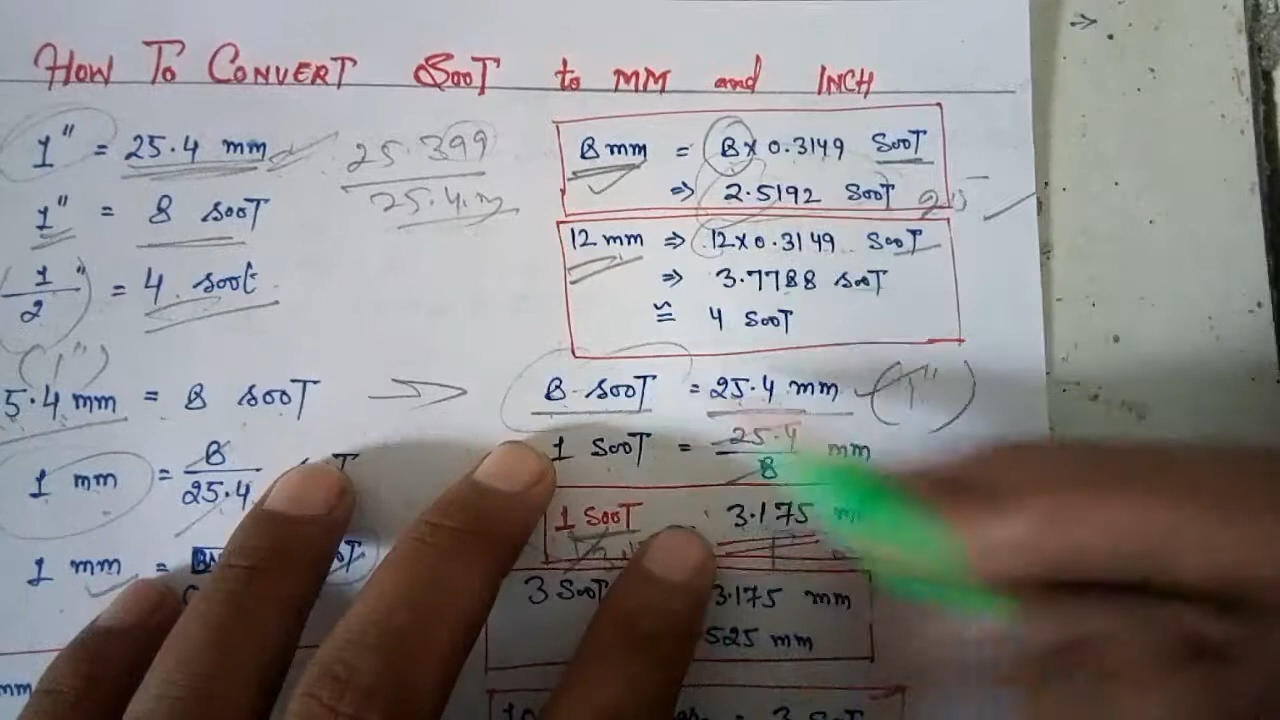 HOW TO CONVERT SOOT to MM and INCH
1" = 25.4 mm
25.399
25.4
1" = 8 SOOT
1/2" = 4 soot
(1")
5.4 mm = 8 SOOT
1 mm = 8/25.4
1 mm =
mm
8 mm = 8 x 0.3149 SOOT
⇒ 2.5192 SOOT
12 mm ⇒ 12x0.3149 SOOT
⇒ 3.7788 SOOT
≅ 4 SOOT
8 SOOT = 25.4 mm (1")
1 SOOT = 25.4/8 mm
1 SOOT 3.175
3 SOOT 3.175 mm
525 mm